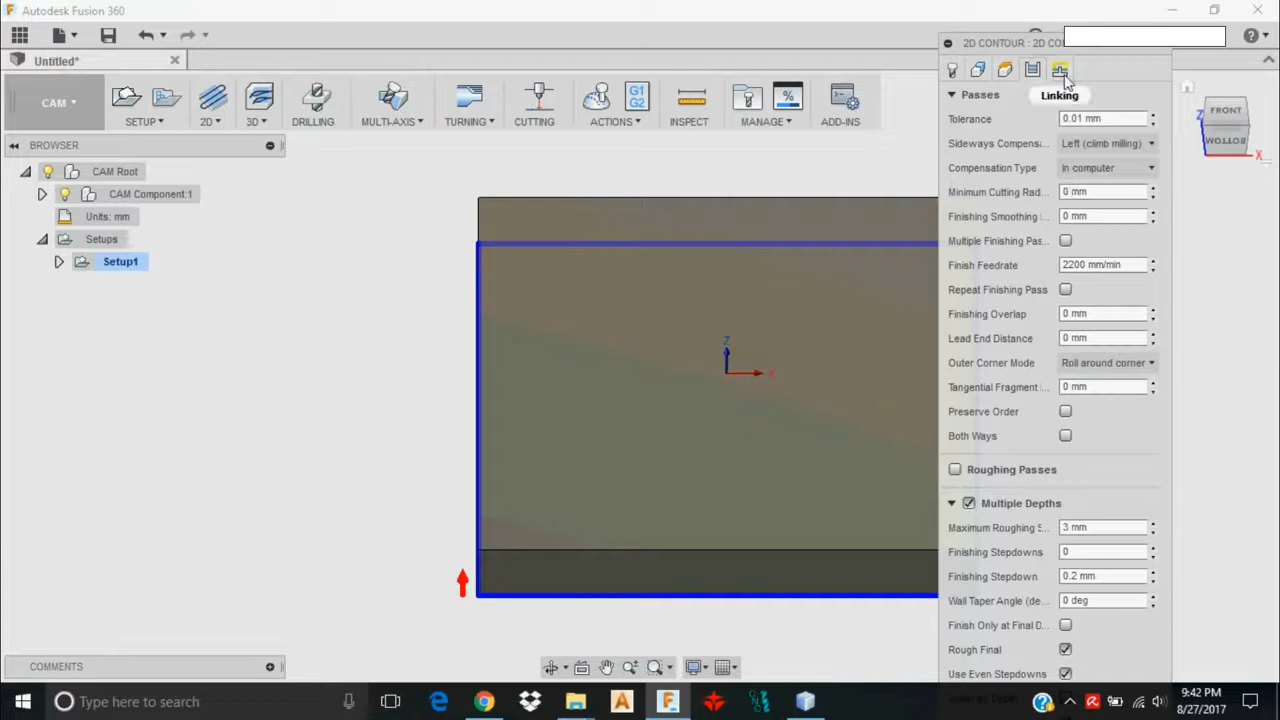 Autodesk Fusion 360
Untitled*
2D CONTOUR : 2D CO
CAM
SETUP
2D
3D
DRILLING
MULTI-AXIS
TURNING
CUTTING
G1
G2
ACTIONS
INSPECT
MANAGE
ADD-INS
Linking
FRONT
BOTTOM
Z
X
BROWSER
CAM Root
CAM Component:1
Units: mm
Setups
Setup1
Passes
Tolerance 0.01 mm
Sideways Compensa... Left (climb milling)
Compensation Type In computer
Minimum Cutting Rad... 0 mm
Finishing Smoothing 0 mm
Multiple Finishing Pas...
Finish Feedrate 2200 mm/min
Repeat Finishing Pass
Finishing Overlap 0 mm
Lead End Distance 0 mm
Outer Corner Mode Roll around corner
Tangential Fragment 0 mm
Preserve Order
Both Ways
Roughing Passes
Multiple Depths
Maximum Roughing S... 3 mm
Finishing Stepdowns 0
Finishing Stepdown 0.2 mm
Wall Taper Angle (de... 0 deg
Finish Only at Final D...
Rough Final
Use Even Stepdowns
Z
X
COMMENTS
Type here to search
9:42 PM
8/27/2017